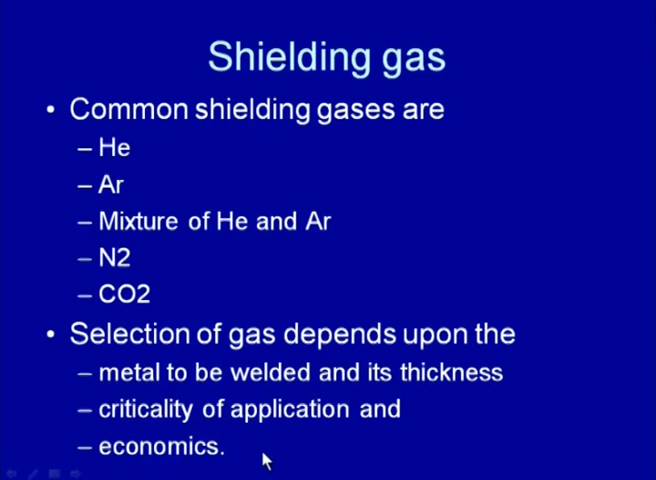 Shielding gas
• Common shielding gases are
– He
– Ar
– Mixture of He and Ar
– N2
– CO2
• Selection of gas depends upon the
– metal to be welded and its thickness
– criticality of application and
– economics.